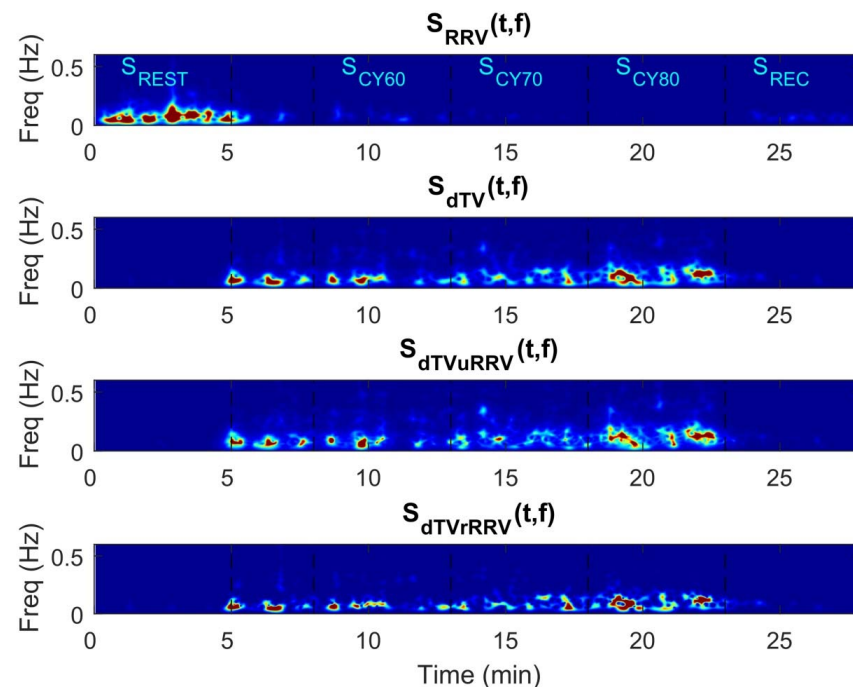 S_RRV(t,f)
Freq (Hz)
0.5
0
S_REST
S_CY60
S_CY70
S_CY80
S_REC
0 5 10 15 20 25
S_dTV(t,f)
Freq (Hz)
0.5
0
0 5 10 15 20 25
S_dTVuRRV(t,f)
Freq (Hz)
0.5
0
0 5 10 15 20 25
S_dTVrRRV(t,f)
Freq (Hz)
0.5
0
0 5 10 15 20 25
Time (min)